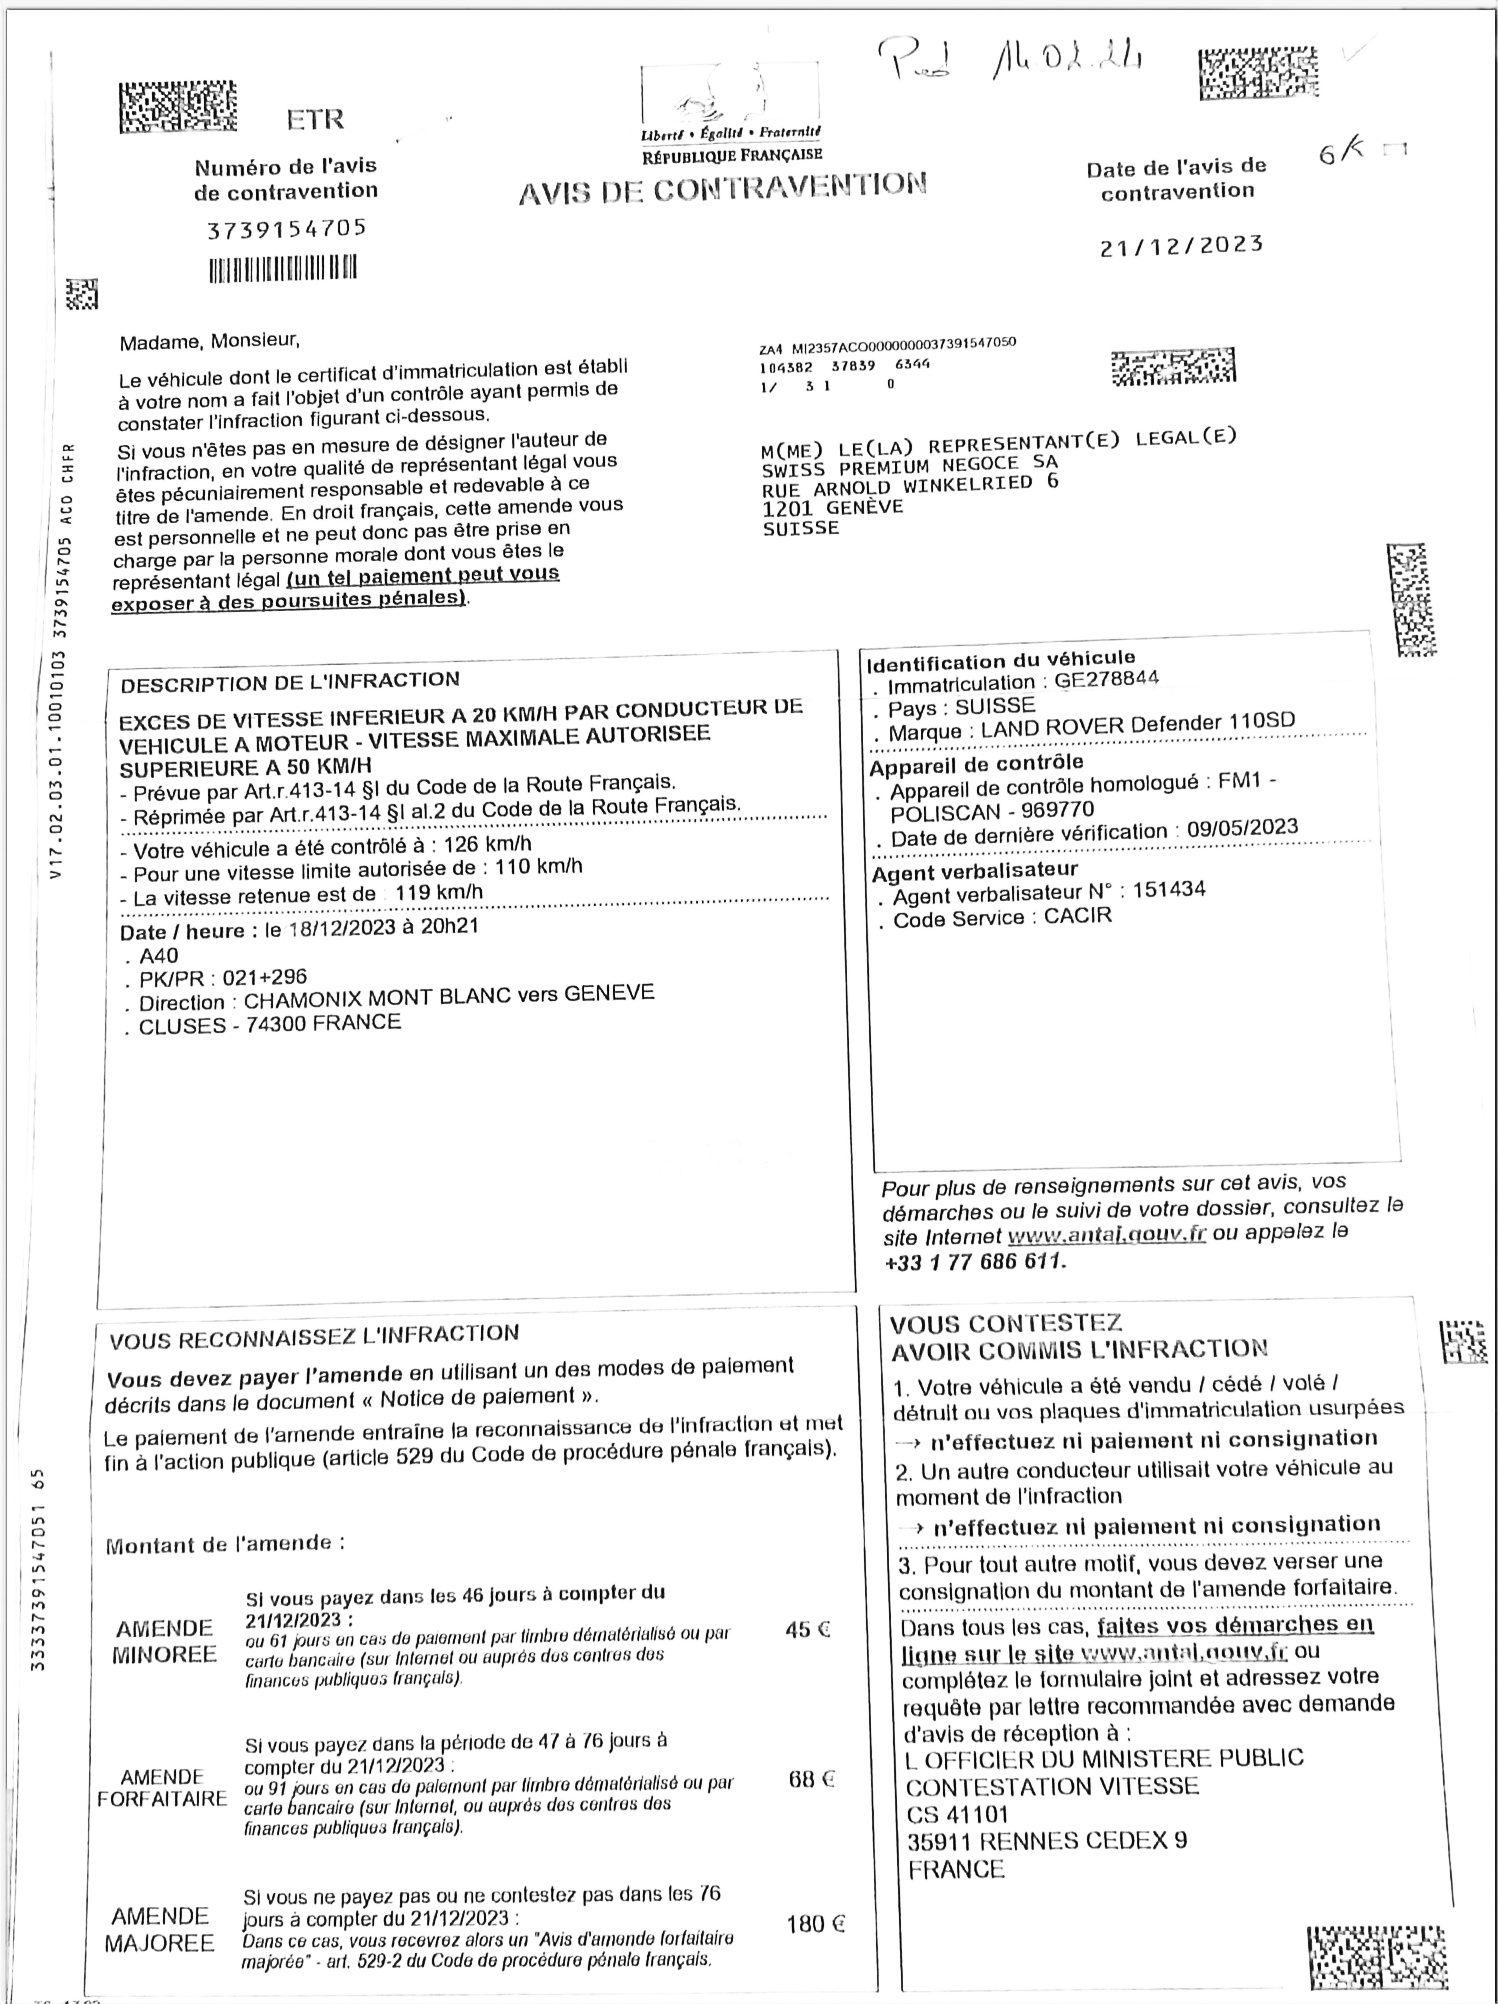 14.02.24
ETR
Liberté • Égalité • Fraternité
RÉPUBLIQUE FRANÇAISE
AVIS DE CONTRAVENTION
Numéro de l'avis
de contravention
3739154705
Date de l'avis de
contravention
21/12/2023
Madame, Monsieur,
Le véhicule dont le certificat d'immatriculation est établi
à votre nom a fait l'objet d'un contrôle ayant permis de
constater l'infraction figurant ci-dessous.
Si vous n'êtes pas en mesure de désigner l'auteur de
l'infraction, en votre qualité de représentant légal vous
êtes pécuniairement responsable et redevable à ce
titre de l'amende. En droit français, cette amende vous
est personnelle et ne peut donc pas être prise en
charge par la personne morale dont vous êtes le
représentant légal (un tel paiement peut vous
exposer à des poursuites pénales).
ZA4 MI2357ACO0000000037391547050
104382 37839 6344
1/ 3 1 0
M(ME) LE(LA) REPRESENTANT(E) LEGAL(E)
SWISS PREMIUM NEGOCE SA
RUE ARNOLD WINKELRIED 6
1201 GENÈVE
SUISSE
V17.02.03.01.10010103 3739154705 ACO CHFR
DESCRIPTION DE L'INFRACTION
EXCES DE VITESSE INFERIEUR A 20 KM/H PAR CONDUCTEUR DE
VEHICULE A MOTEUR - VITESSE MAXIMALE AUTORISEE
SUPERIEURE A 50 KM/H
- Prévue par Art.r.413-14 §I du Code de la Route Français.
- Réprimée par Art.r.413-14 §I al.2 du Code de la Route Français.
- Votre véhicule a été contrôlé à : 126 km/h
- Pour une vitesse limite autorisée de : 110 km/h
- La vitesse retenue est de : 119 km/h
Date / heure : le 18/12/2023 à 20h21
. A40
. PK/PR : 021+296
. Direction : CHAMONIX MONT BLANC vers GENEVE
. CLUSES - 74300 FRANCE
Identification du véhicule
. Immatriculation : GE278844
. Pays : SUISSE
. Marque : LAND ROVER Defender 110SD
Appareil de contrôle
. Appareil de contrôle homologué : FM1 -
POLISCAN - 969770
. Date de dernière vérification : 09/05/2023
Agent verbalisateur
. Agent verbalisateur N° : 151434
. Code Service : CACIR
Pour plus de renseignements sur cet avis, vos
démarches ou le suivi de votre dossier, consultez le
site Internet www.antai.gouv.fr ou appelez le
+33 1 77 686 611.
VOUS RECONNAISSEZ L'INFRACTION
Vous devez payer l'amende en utilisant un des modes de paiement
décrits dans le document « Notice de paiement ».
Le paiement de l'amende entraîne la reconnaissance de l'infraction et met
fin à l'action publique (article 529 du Code de procédure pénale français).
Montant de l'amende :
AMENDE
MINOREE
Si vous payez dans les 46 jours à compter du
21/12/2023 :
ou 61 jours en cas de paiement par timbre dématérialisé ou par
carte bancaire (sur Internet ou auprès des centres des
finances publiques français).
45 €
AMENDE
FORFAITAIRE
Si vous payez dans la période de 47 à 76 jours à
compter du 21/12/2023 :
ou 91 jours en cas de paiement par timbre dématérialisé ou par
carte bancaire (sur Internet, ou auprès des centres des
finances publiques français).
68 €
AMENDE
MAJOREE
Si vous ne payez pas ou ne contestez pas dans les 76
jours à compter du 21/12/2023 :
Dans ce cas, vous recevrez alors un "Avis d'amende forfaitaire
majorée" - art. 529-2 du Code de procédure pénale français.
180 €
VOUS CONTESTEZ
AVOIR COMMIS L'INFRACTION
1. Votre véhicule a été vendu / cédé / volé /
détruit ou vos plaques d'immatriculation usurpées
→ n'effectuez ni paiement ni consignation
2. Un autre conducteur utilisait votre véhicule au
moment de l'infraction
→ n'effectuez ni paiement ni consignation
3. Pour tout autre motif, vous devez verser une
consignation du montant de l'amende forfaitaire.
Dans tous les cas, faites vos démarches en
ligne sur le site www.antai.gouv.fr ou
complétez le formulaire joint et adressez votre
requête par lettre recommandée avec demande
d'avis de réception à :
L OFFICIER DU MINISTERE PUBLIC
CONTESTATION VITESSE
CS 41101
35911 RENNES CEDEX 9
FRANCE
33337391547051 65